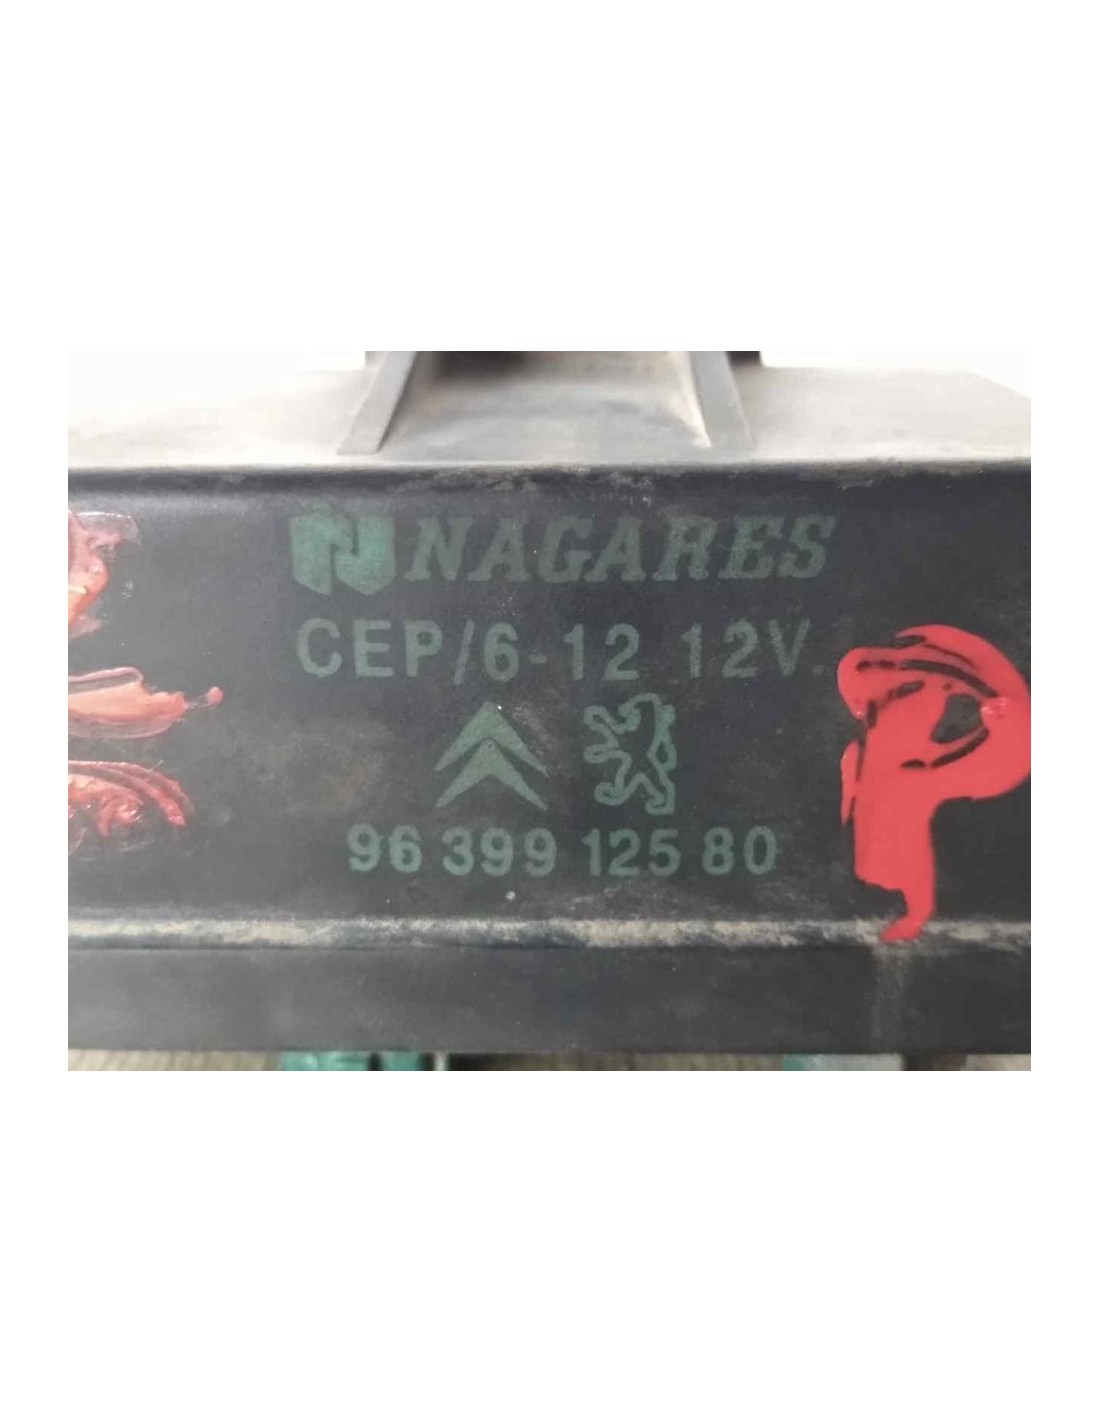 NAGARES
CEP/6-12 12V
P
96 399 125 80